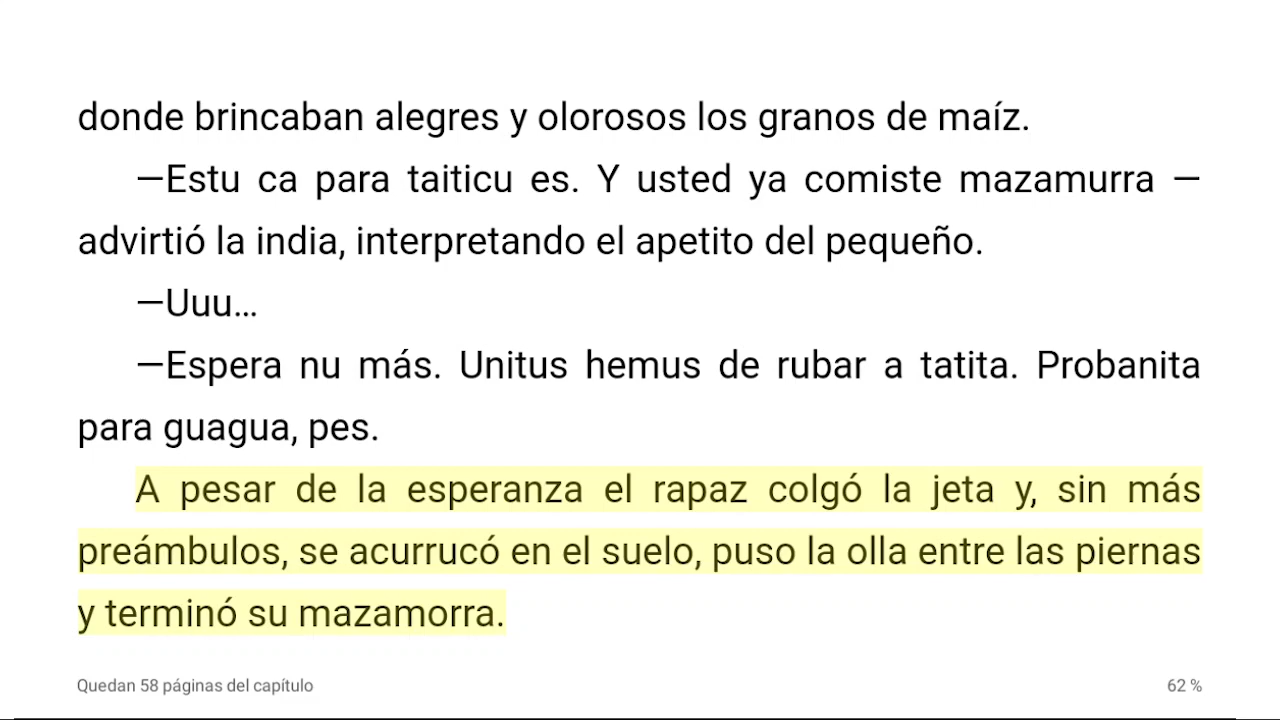 donde brincaban alegres y olorosos los granos de maíz.
—Estu ca para taiticu es. Y usted ya comiste mazamurra —
advirtió la india, interpretando el apetito del pequeño.
—Uuu…
—Espera nu más. Unitus hemus de rubar a tatita. Probanita
para guagua, pes.
A pesar de la esperanza el rapaz colgó la jeta y, sin más
preámbulos, se acurrucó en el suelo, puso la olla entre las piernas
y terminó su mazamorra.
Quedan 58 páginas del capítulo
62 %